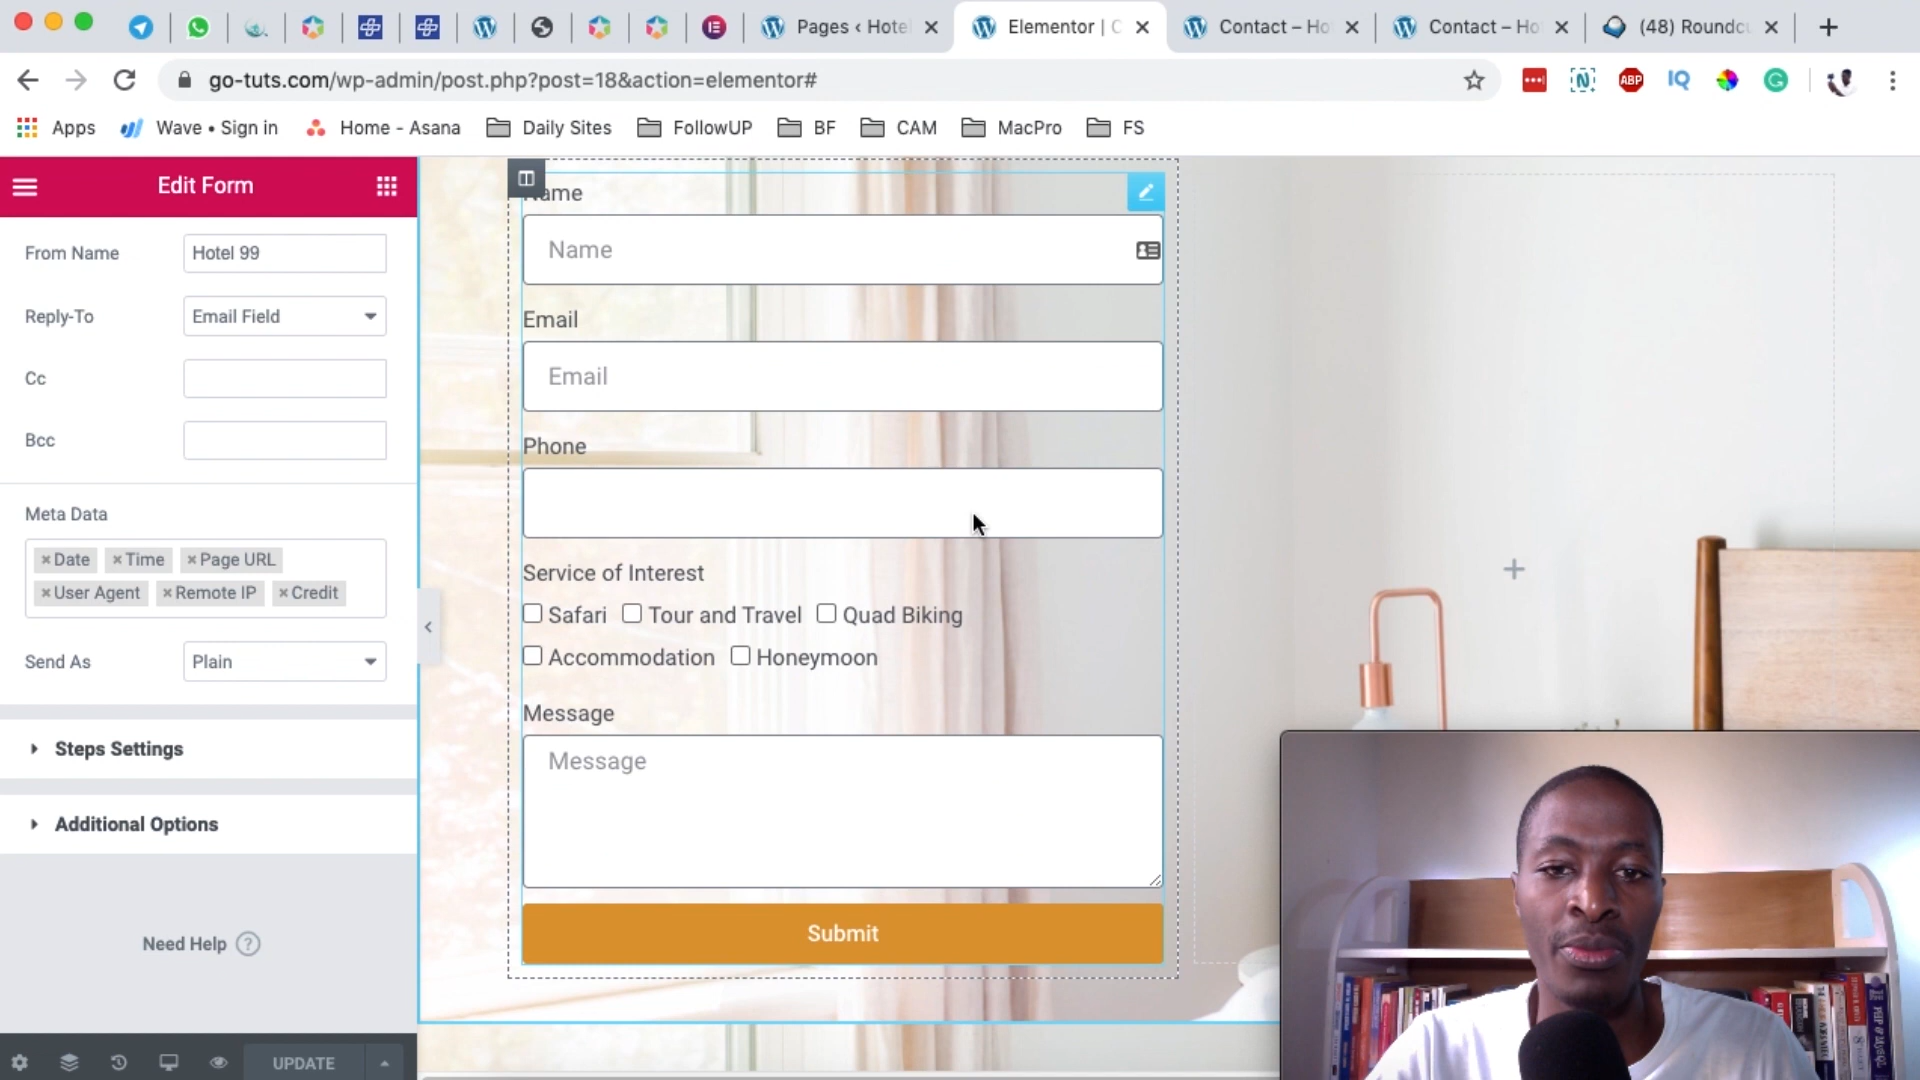 Pages ‹ Hotel
Elementor | C
Contact – Ho
Contact – Ho
(48) Roundcu
go-tuts.com/wp-admin/post.php?post=18&action=elementor#
ABP
IQ
Apps
Wave • Sign in
Home - Asana
Daily Sites
FollowUP
BF
CAM
MacPro
FS
Edit Form
From Name
Hotel 99
Reply-To
Email Field
Cc
Bcc
Meta Data
× Date × Time × Page URL
× User Agent × Remote IP × Credit
Send As
Plain
Steps Settings
Additional Options
Need Help ?
UPDATE
Name
Name
Email
Email
Phone
Service of Interest
Safari Tour and Travel Quad Biking
Accommodation Honeymoon
Message
Message
Submit